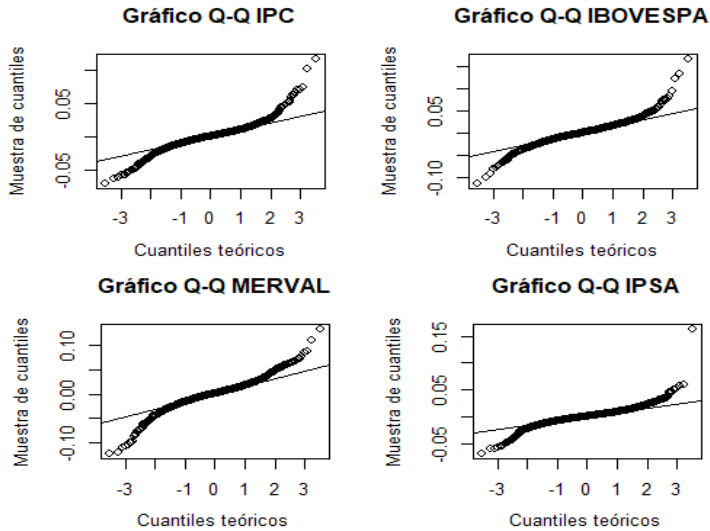 Gráfico Q-Q IPC
Muestra de cuantiles
0.05
-0.05
-3 -1 0 1 2 3
Cuantiles teóricos
Gráfico Q-Q IBOVESPA
Muestra de cuantiles
0.05
-0.10
-3 -1 0 1 2 3
Cuantiles teóricos
Gráfico Q-Q MERVAL
Muestra de cuantiles
0.10
0.00
-0.10
-3 -1 0 1 2 3
Cuantiles teóricos
Gráfico Q-Q IPSA
Muestra de cuantiles
0.15
0.05
-0.05
-3 -1 0 1 2 3
Cuantiles teóricos